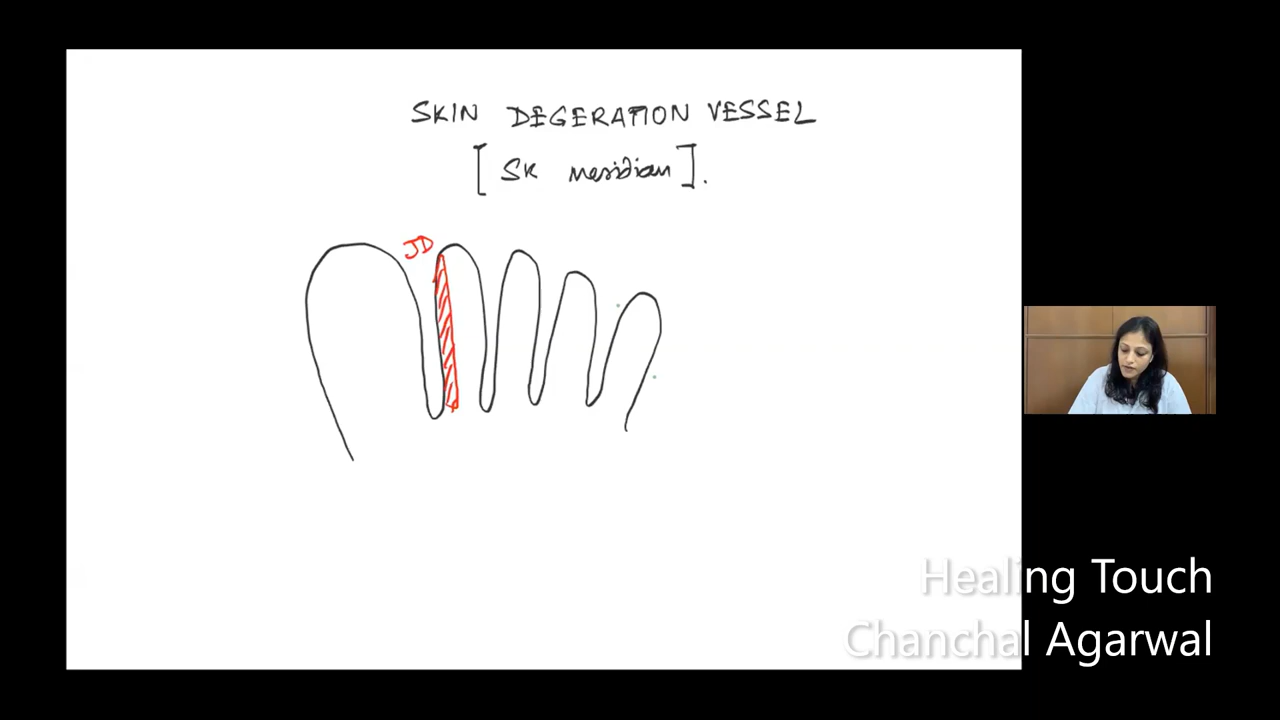 SKIN DEGERATION VESSEL
[SK meridian].
JD
Healing Touch
Chanchal Agarwal